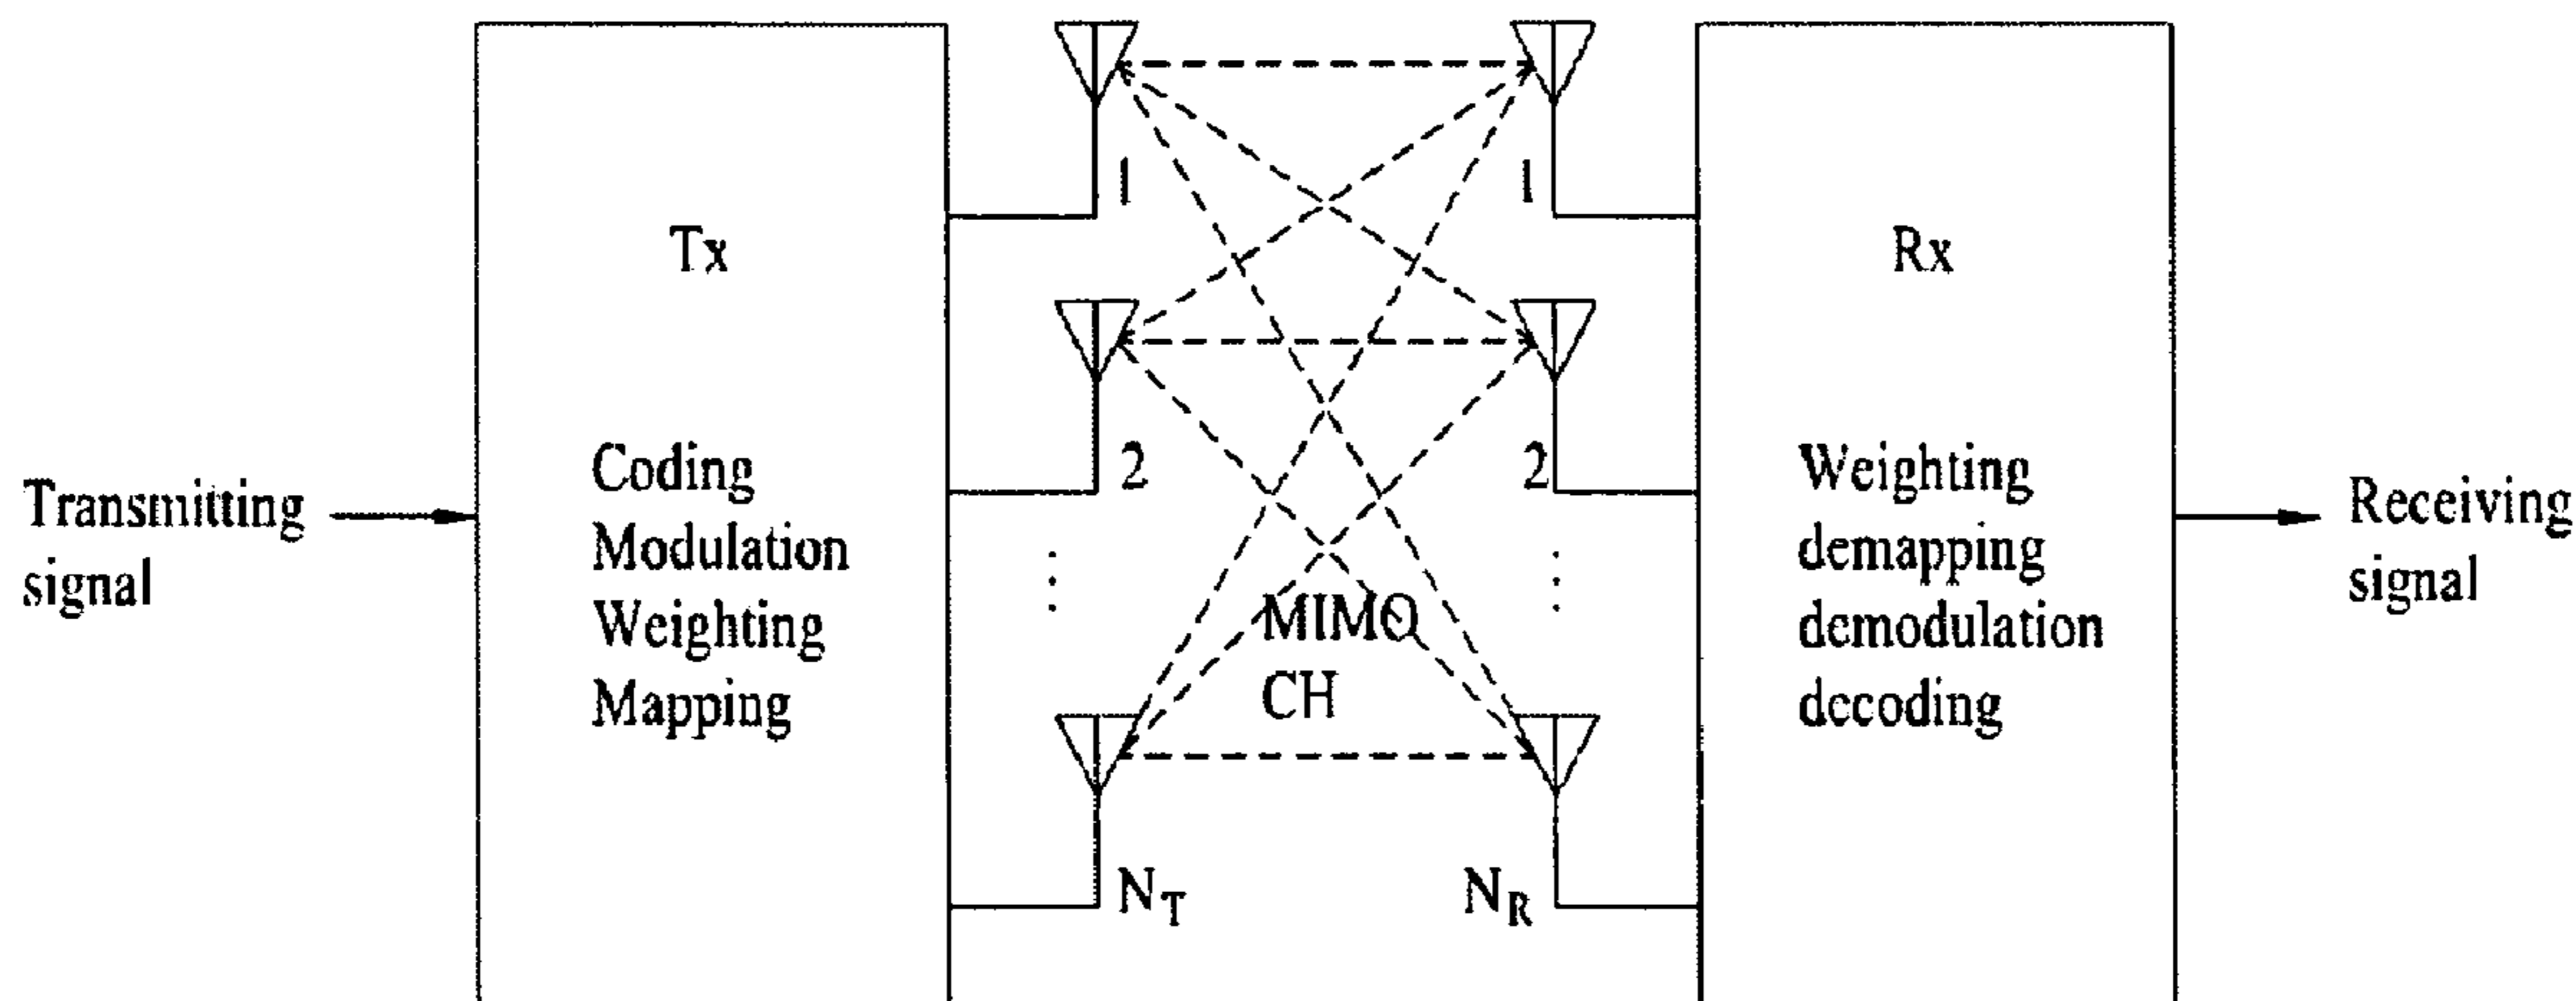 Transmitting
signal
Tx
Coding
Modulation
Weighting
Mapping
1
2
N_T
MIMO
CH
1
2
N_R
Rx
Weighting
demapping
demodulation
decoding
Receiving
signal